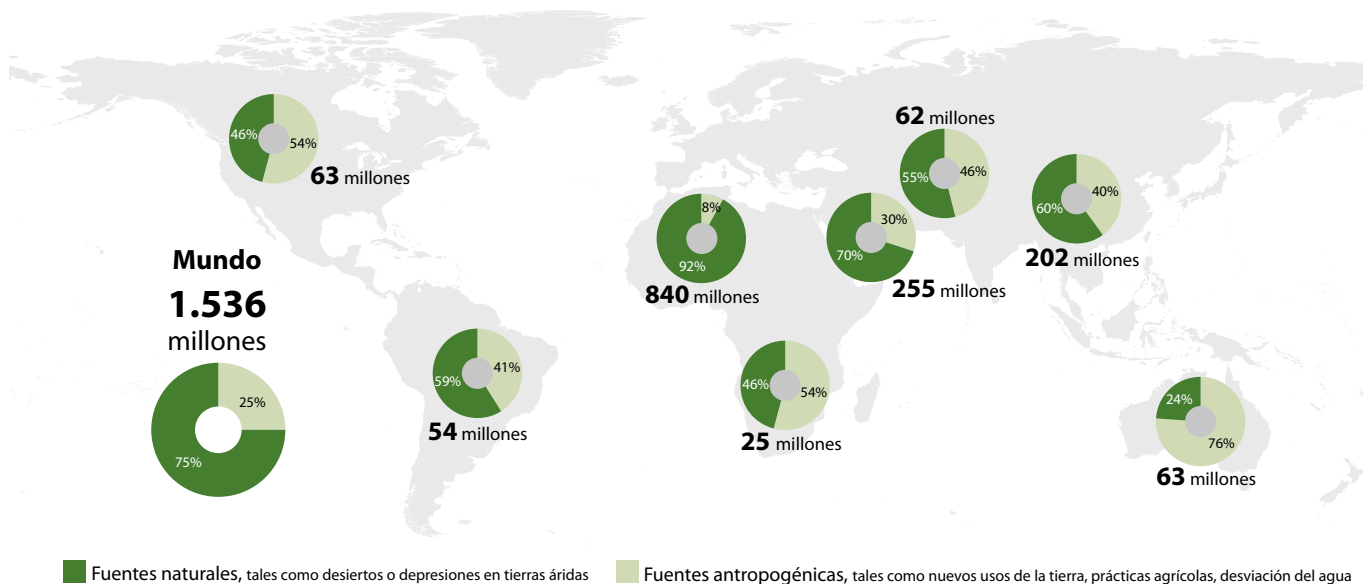 46%
54%
63 millones
Mundo
1.536
millones
25%
75%
59%
41%
54 millones
8%
92%
840 millones
46%
54%
25 millones
30%
70%
255 millones
62 millones
55%
46%
40%
60%
202 millones
24%
76%
63 millones
Fuentes naturales, tales como desiertos o depresiones en tierras áridas
Fuentes antropogénicas, tales como nuevos usos de la tierra, prácticas agrícolas, desviación del agua